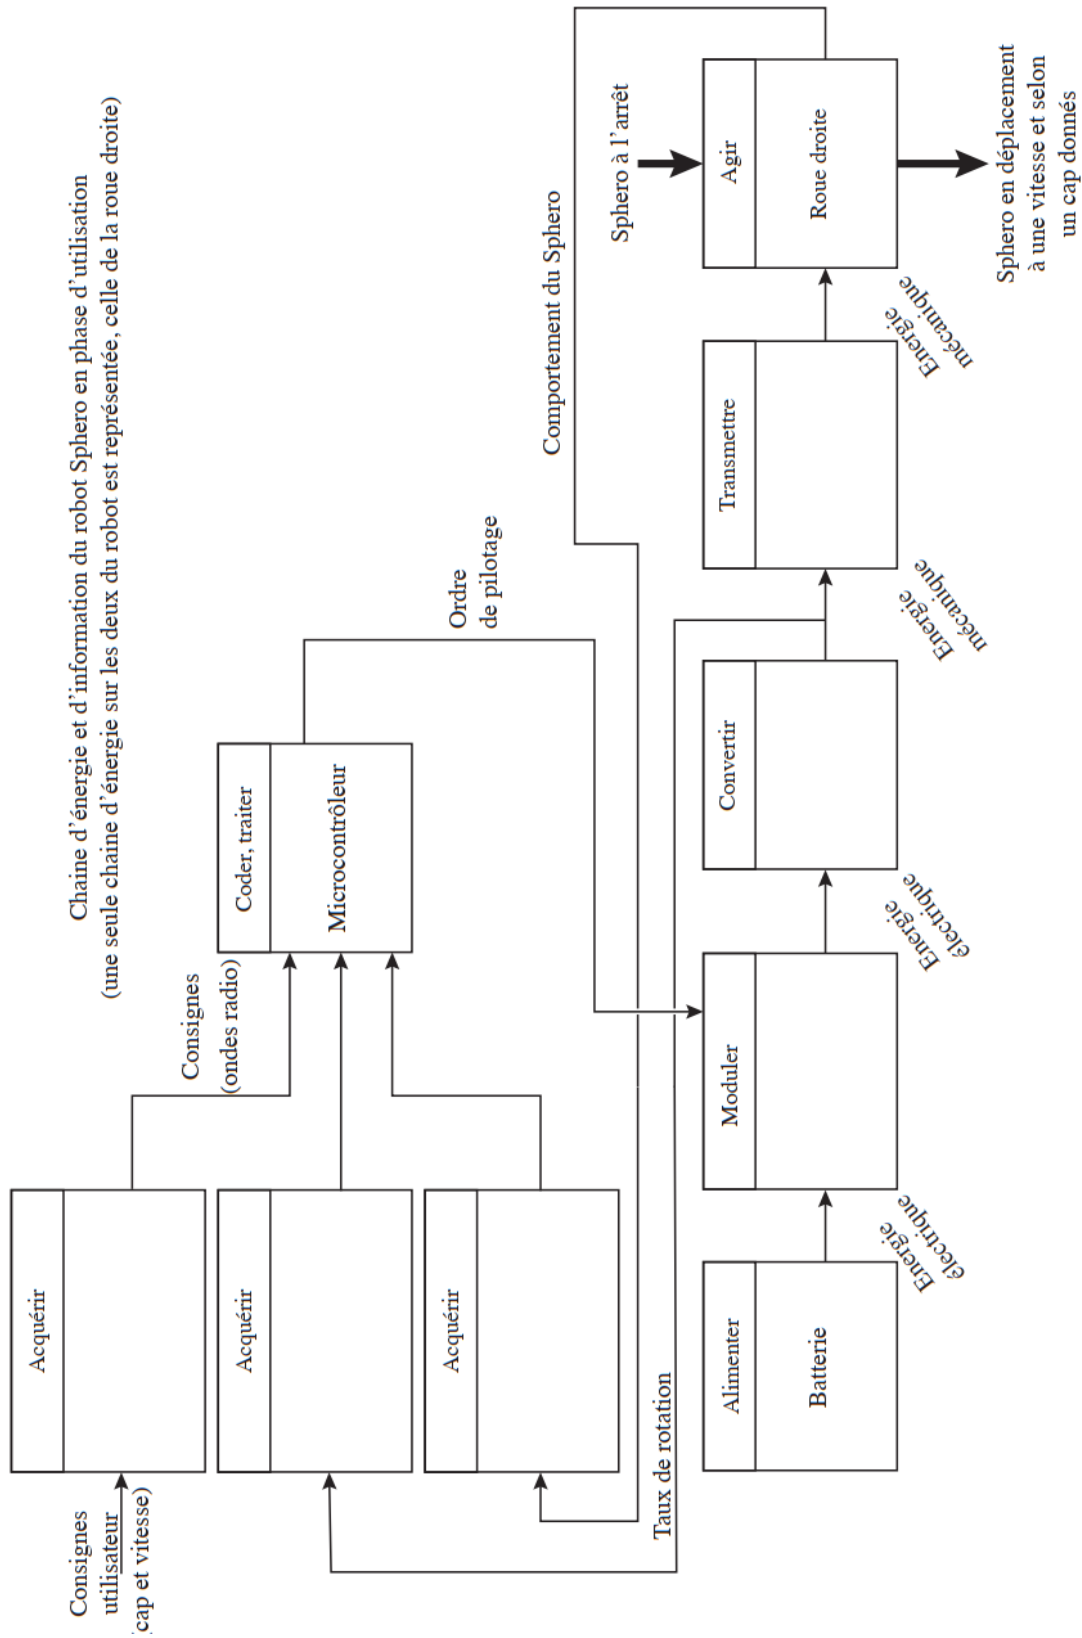 Chaine d’énergie et d’information du robot Sphero en phase d’utilisation
(une seule chaine d’énergie sur les deux du robot est représentée, celle de la roue droite)
Consignes
utilisateur
(cap et vitesse)
Acquérir
Consignes
(ondes radio)
Acquérir
Coder, traiter
Microcontrôleur
Acquérir
Ordre
de pilotage
Comportement du Sphero
Taux de rotation
Sphero à l’arrêt
Alimenter
Batterie
Energie
électrique
Moduler
Energie
électrique
Convertir
Energie
mécanique
Transmettre
Energie
mécanique
Agir
Roue droite
Sphero en déplacement
à une vitesse et selon
un cap donnés